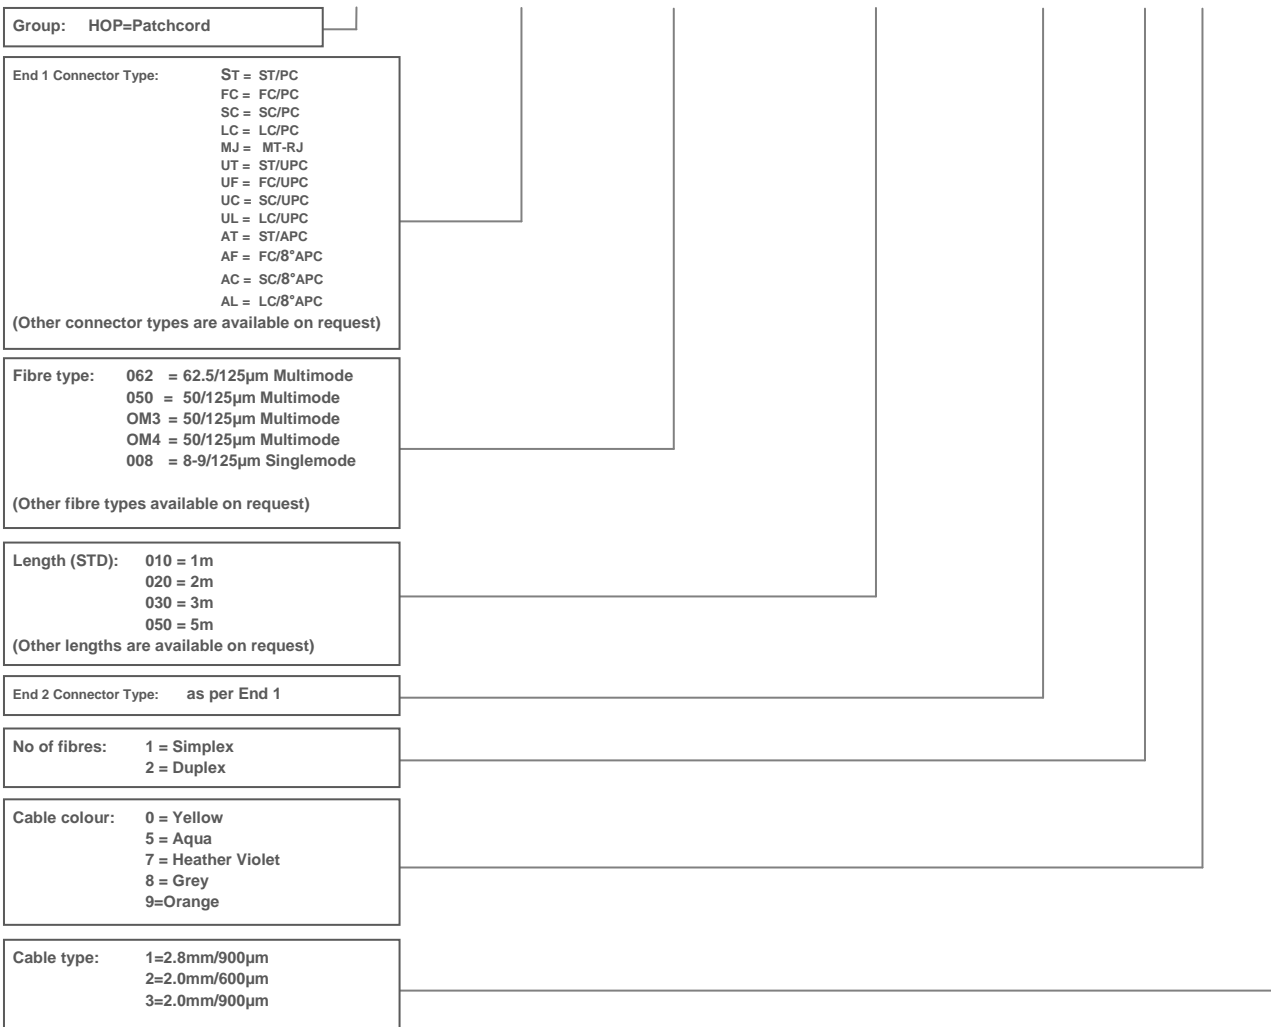 Group: HOP=Patchcord
End 1 Connector Type: ST = ST/PC
FC = FC/PC
SC = SC/PC
LC = LC/PC
MJ = MT-RJ
UT = ST/UPC
UF = FC/UPC
UC = SC/UPC
UL = LC/UPC
AT = ST/APC
AF = FC/8°APC
AC = SC/8°APC
AL = LC/8°APC
(Other connector types are available on request)
Fibre type: 062 = 62.5/125µm Multimode
050 = 50/125µm Multimode
OM3 = 50/125µm Multimode
OM4 = 50/125µm Multimode
008 = 8-9/125µm Singlemode
(Other fibre types available on request)
Length (STD): 010 = 1m
020 = 2m
030 = 3m
050 = 5m
(Other lengths are available on request)
End 2 Connector Type: as per End 1
No of fibres: 1 = Simplex
2 = Duplex
Cable colour: 0 = Yellow
5 = Aqua
7 = Heather Violet
8 = Grey
9=Orange
Cable type: 1=2.8mm/900µm
2=2.0mm/600µm
3=2.0mm/900µm